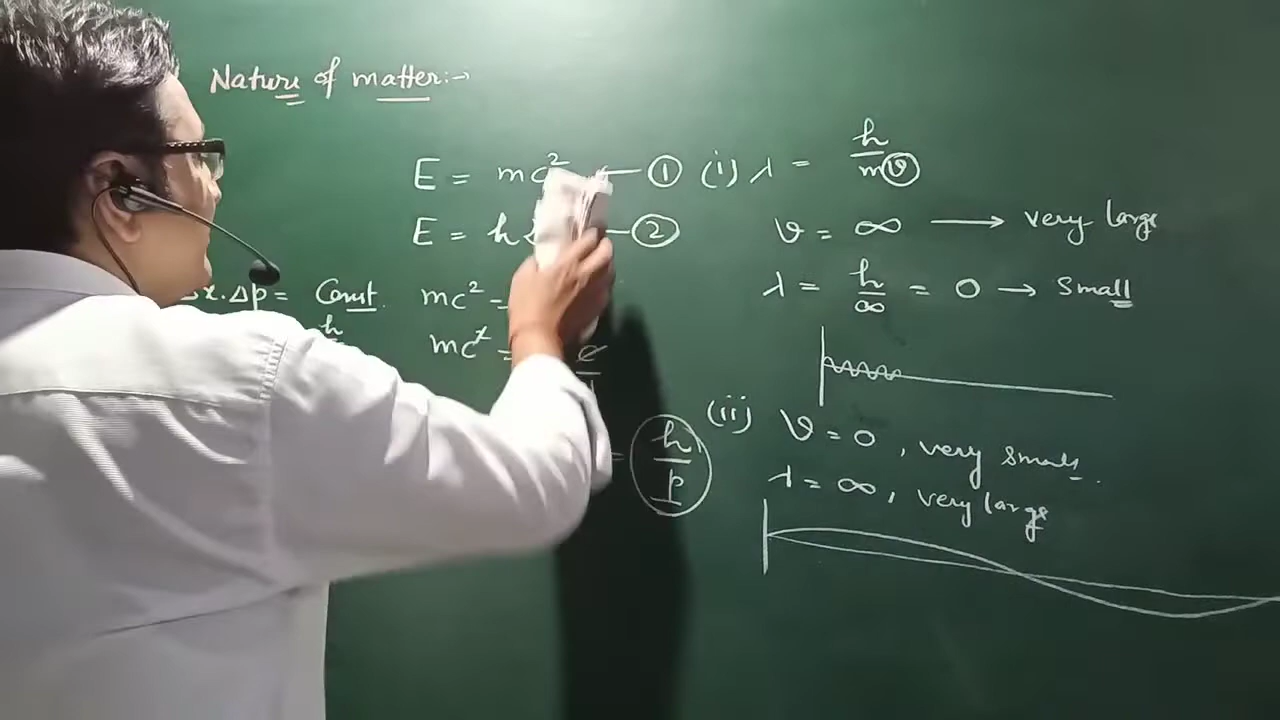 Nature of matter:-
E = mc² ← ①
E = h ②
Δx.Δp = Const.
h
mc² =
mc² = c
= h/p
(i) λ = h/mv
v = ∞ → very large
λ = h/∞ = 0 → Small
(ii) v = 0, very small.
λ = ∞, very large